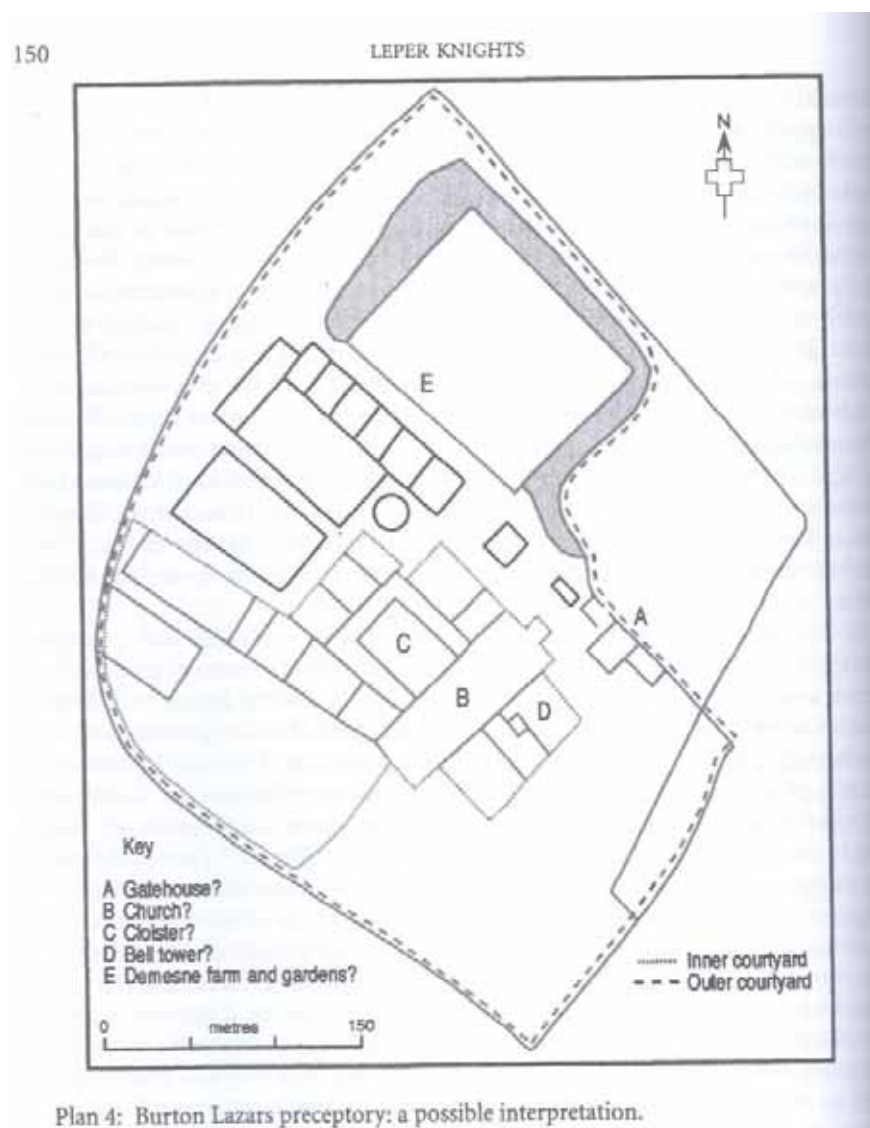 150
LEPER KNIGHTS
N
E
A
C
B
D
Key
A Gatehouse?
B Church?
C Cloister?
D Bell tower?
E Demesne farm and gardens?
Inner courtyard
Outer courtyard
0 metres 150
Plan 4: Burton Lazars preceptory: a possible interpretation.